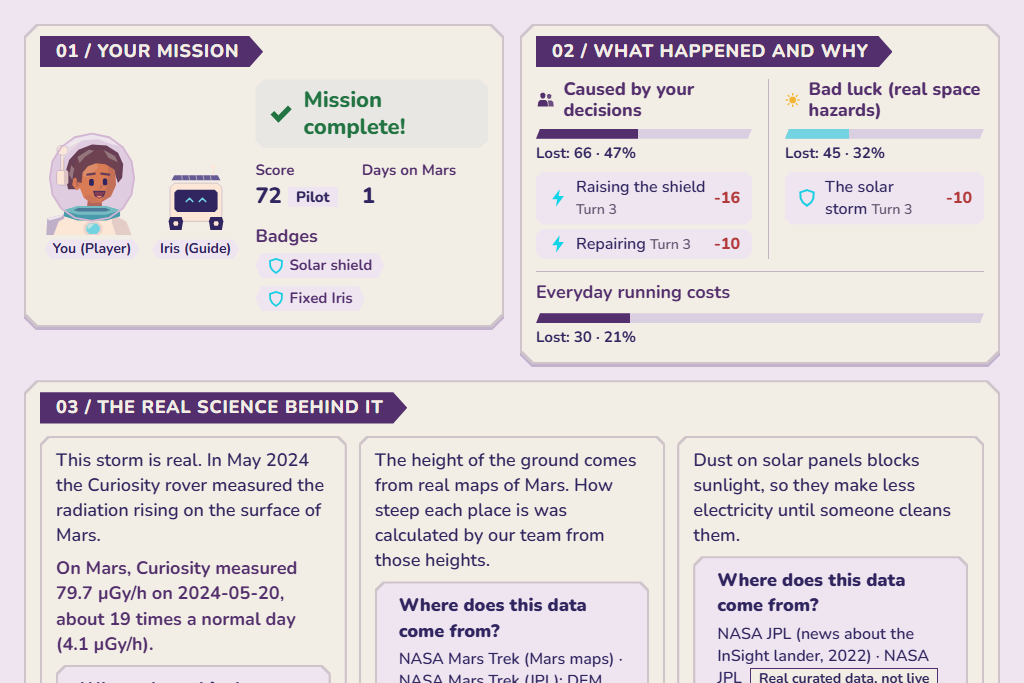 01 / YOUR MISSION
Mission
complete!
Score
72 Pilot
Days on Mars
1
Badges
Solar shield
Fixed Iris
You (Player)
Iris (Guide)
02 / WHAT HAPPENED AND WHY
Caused by your
decisions
Lost: 66 · 47%
Raising the shield
Turn 3
-16
Repairing Turn 3
-10
Bad luck (real space
hazards)
Lost: 45 · 32%
The solar
storm Turn 3
-10
Everyday running costs
Lost: 30 · 21%
03 / THE REAL SCIENCE BEHIND IT
This storm is real. In May 2024
the Curiosity rover measured the
radiation rising on the surface of
Mars.
On Mars, Curiosity measured
79.7 µGy/h on 2024-05-20,
about 19 times a normal day
(4.1 µGy/h).
The height of the ground comes
from real maps of Mars. How
steep each place is was
calculated by our team from
those heights.
Where does this data
come from?
NASA Mars Trek (Mars maps) ·
NASA Mars Trek (JPL): DEM
Dust on solar panels blocks
sunlight, so they make less
electricity until someone cleans
them.
Where does this data
come from?
NASA JPL (news about the
InSight lander, 2022) · NASA
JPL Real curated data, not live